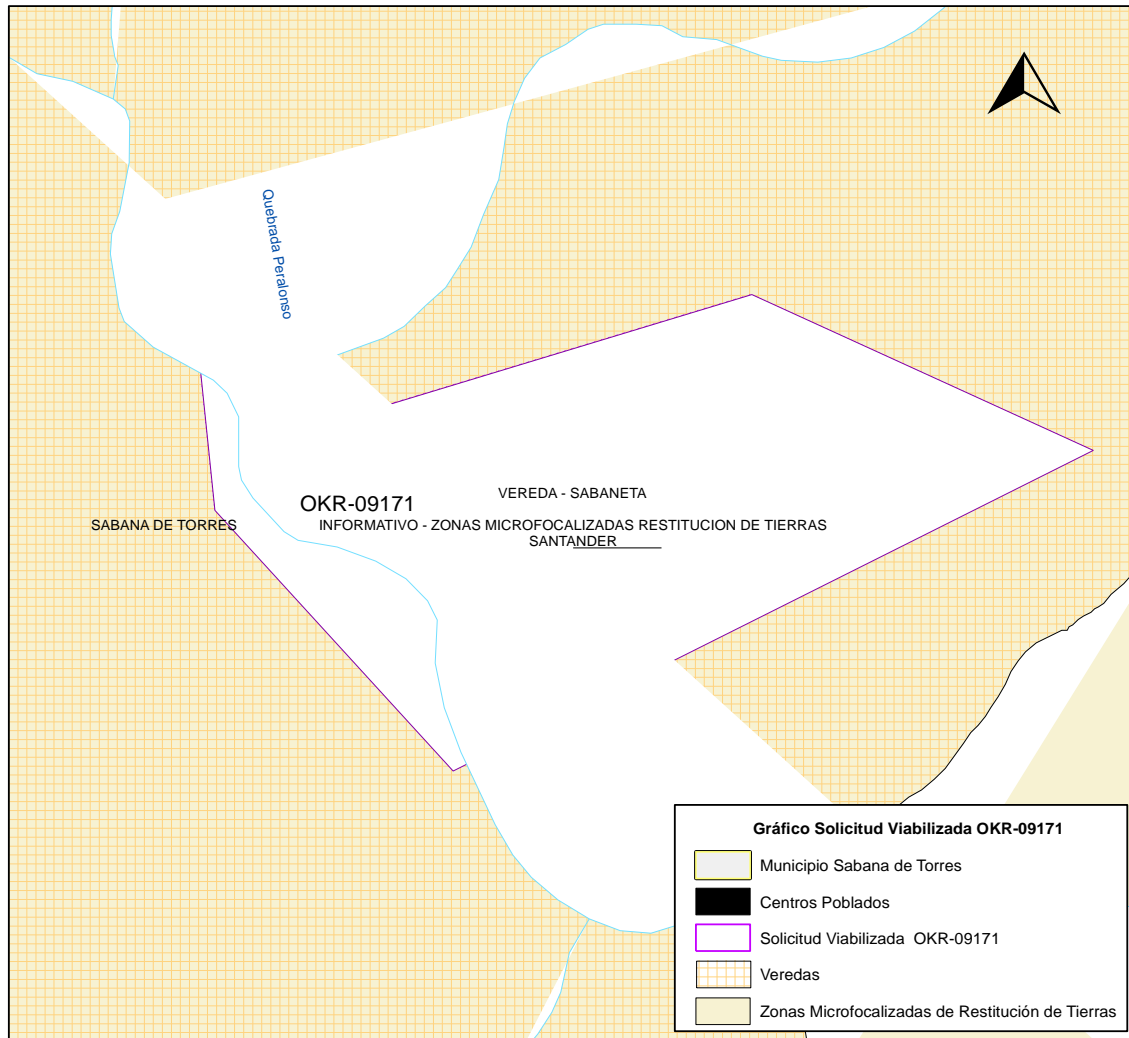 Quebrada Peralonso
VEREDA - SABANETA
OKR-09171
SABANA DE TORRES
INFORMATIVO - ZONAS MICROFOCALIZADAS RESTITUCION DE TIERRAS
SANTANDER
Gráfico Solicitud Viabilizada OKR-09171
Municipio Sabana de Torres
Centros Poblados
Solicitud Viabilizada OKR-09171
Veredas
Zonas Microfocalizadas de Restitución de Tierras